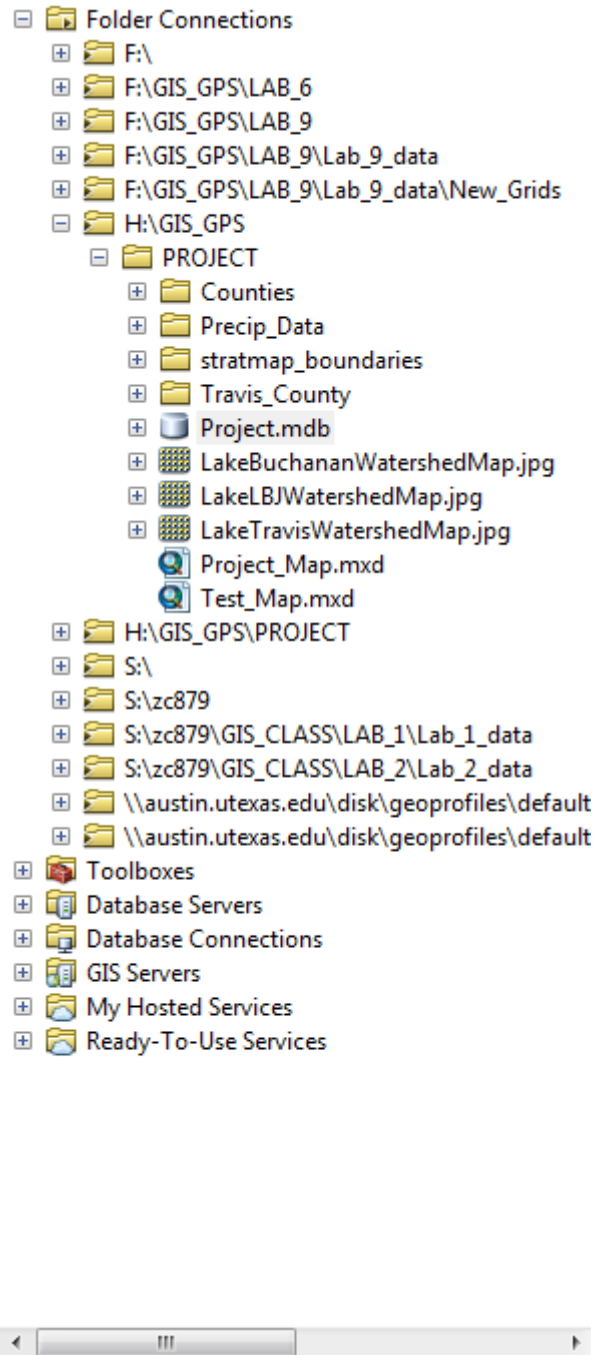 Folder Connections
F:\
F:\GIS_GPS\LAB_6
F:\GIS_GPS\LAB_9
F:\GIS_GPS\LAB_9\Lab_9_data
F:\GIS_GPS\LAB_9\Lab_9_data\New_Grids
H:\GIS_GPS
PROJECT
Counties
Precip_Data
stratmap_boundaries
Travis_County
Project.mdb
LakeBuchananWatershedMap.jpg
LakeLBJWatershedMap.jpg
LakeTravisWatershedMap.jpg
Project_Map.mxd
Test_Map.mxd
H:\GIS_GPS\PROJECT
S:\
S:\zc879
S:\zc879\GIS_CLASS\LAB_1\Lab_1_data
S:\zc879\GIS_CLASS\LAB_2\Lab_2_data
\\austin.utexas.edu\disk\geoprofiles\default
\\austin.utexas.edu\disk\geoprofiles\default
Toolboxes
Database Servers
Database Connections
GIS Servers
My Hosted Services
Ready-To-Use Services